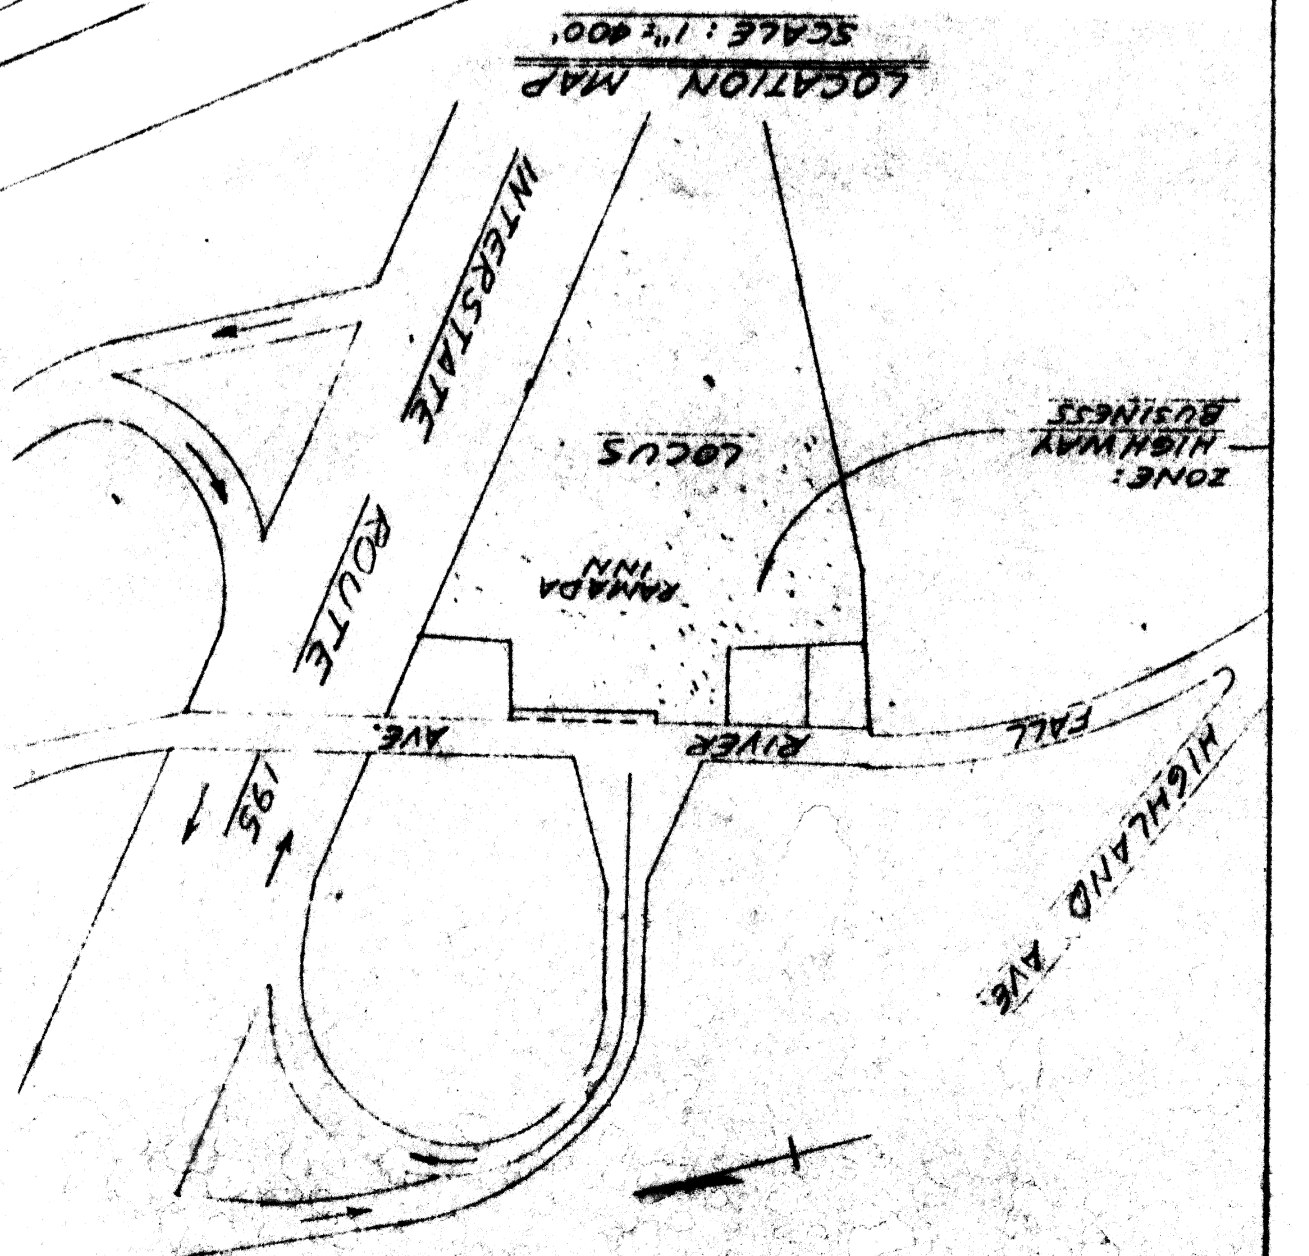 ZONE:
HIGHWAY
BUSINESS
LOCUS
RAMADA
INN
INTERSTATE
ROUTE
195
FALL RIVER AVE.
HIGHLAND AVE
LOCATION MAP
SCALE: 1"=400'